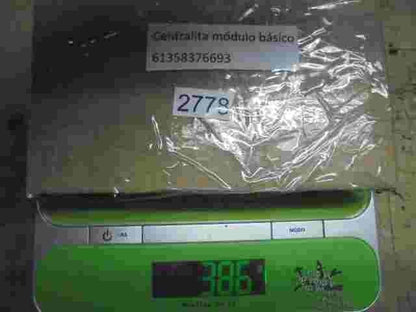 Centralita módulo básico
61358376693
2778
MODO
386